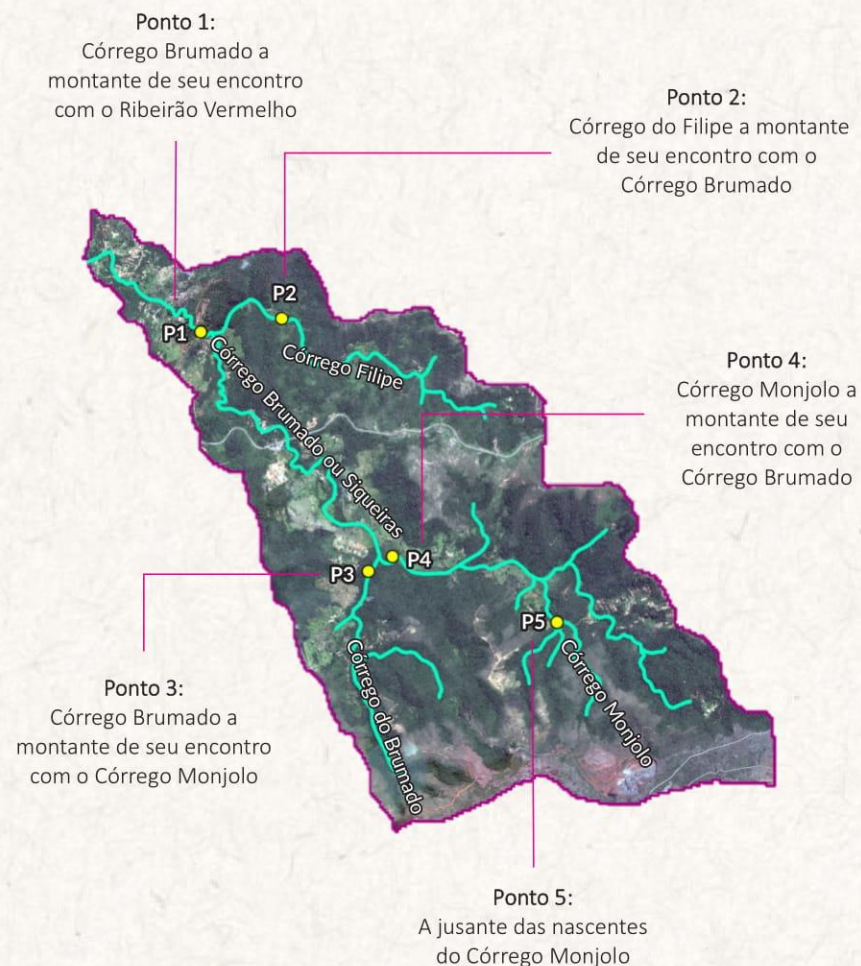 Ponto 1:
Córrego Brumado a
montante de seu encontro
com o Ribeirão Vermelho
Ponto 2:
Córrego do Filipe a montante
de seu encontro com o
Córrego Brumado
P2
P1
Córrego Filipe
Córrego Brumado ou Siqueiras
Ponto 4:
Córrego Monjolo a
montante de seu
encontro com o
Córrego Brumado
P4
P3
P5
Córrego do Brumado
Córrego Monjolo
Ponto 3:
Córrego Brumado a
montante de seu encontro
com o Córrego Monjolo
Ponto 5:
A jusante das nascentes
do Córrego Monjolo